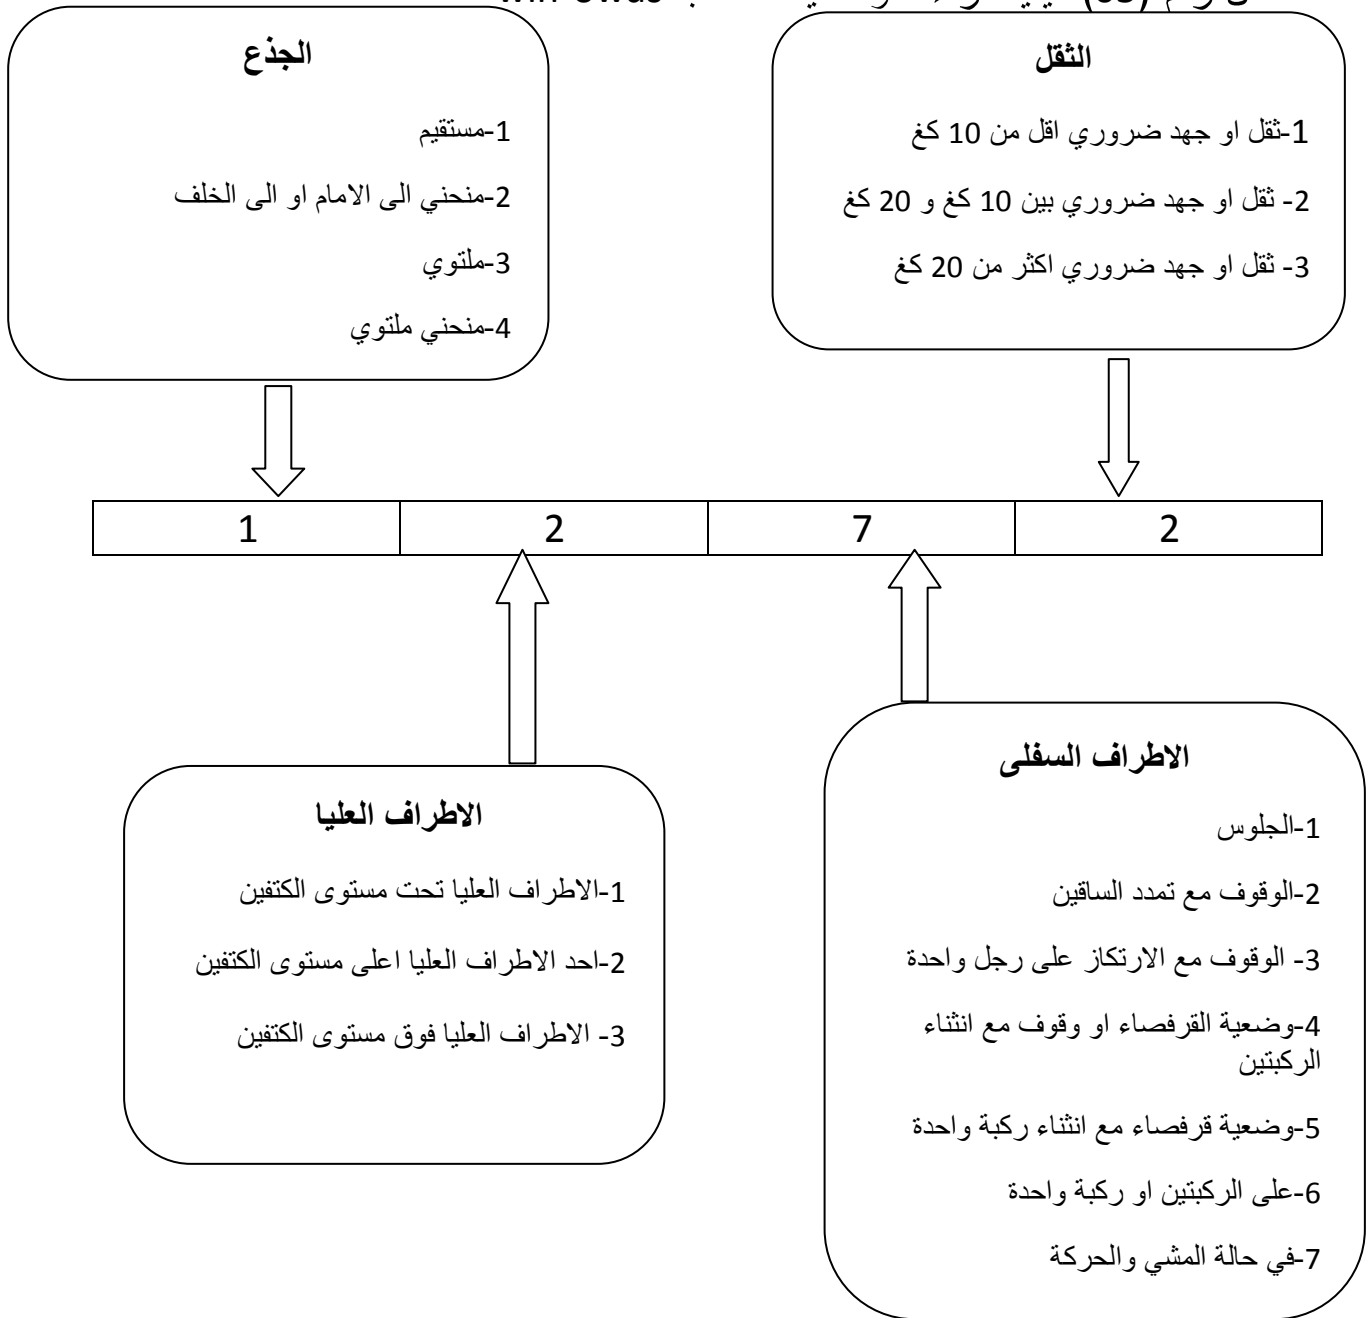 win-owas
الجذع
1-مستقيم
2-منحني الى الامام او الى الخلف
3-ملتوي
4-منحني ملتوي
الثقل
1-ثقل او جهد ضروري اقل من 10 كغ
2- ثقل او جهد ضروري بين 10 كغ و 20 كغ
3- ثقل او جهد ضروري اكثر من 20 كغ
1 2 7 2
الاطراف العليا
1-الاطراف العليا تحت مستوى الكتفين
2-احد الاطراف العليا اعلى مستوى الكتفين
3- الاطراف العليا فوق مستوى الكتفين
الاطراف السفلى
1-الجلوس
2-الوقوف مع تمدد الساقين
3- الوقوف مع الارتكاز على رجل واحدة
4-وضعية القرفصاء او وقوف مع انثناء
الركبتين
5-وضعية قرفصاء مع انثناء ركبة واحدة
6-على الركبتين او ركبة واحدة
7-في حالة المشي والحركة